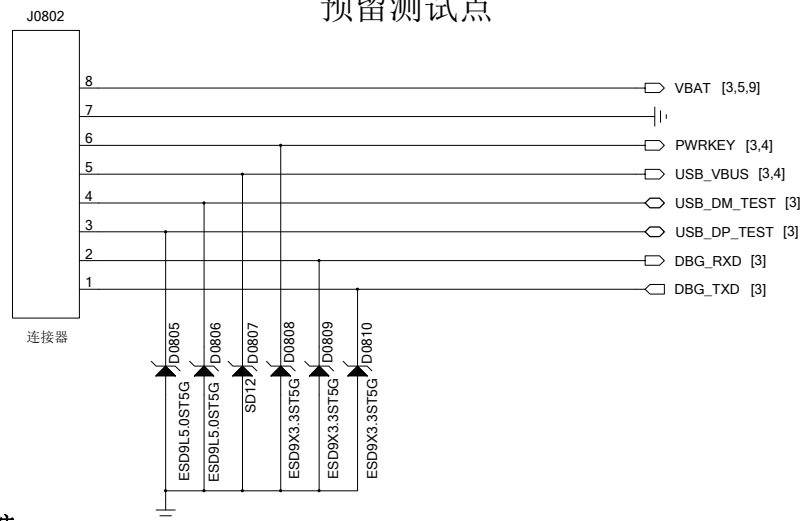 预留测试点
J0802
8
VBAT [3,5,9]
7
6
PWRKEY [3,4]
5
USB_VBUS [3,4]
4
USB_DM_TEST [3]
3
USB_DP_TEST [3]
2
DBG_RXD [3]
1
DBG_TXD [3]
连接器
D0805
D0806
D0807
D0808
D0809
D0810
ESD9L5.0ST5G
ESD9L5.0ST5G
SD12
ESD9X3.3ST5G
ESD9X3.3ST5G
ESD9X3.3ST5G